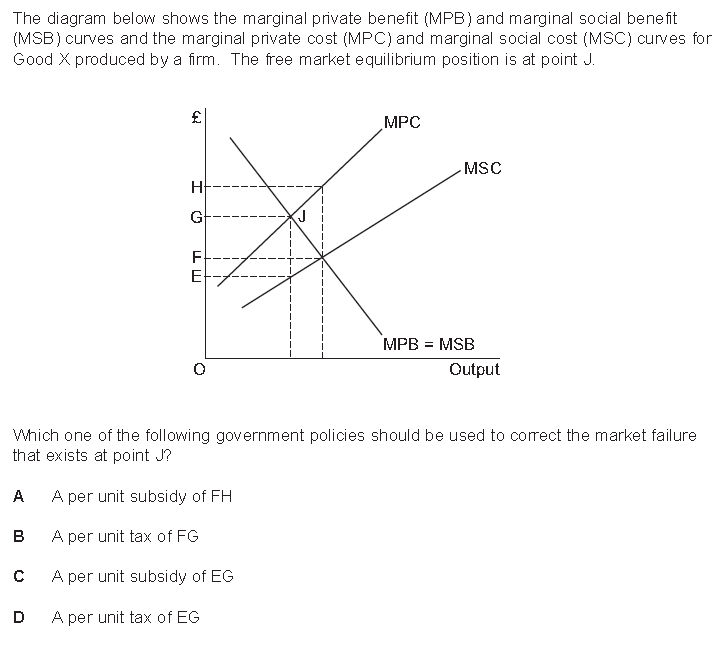 The diagram below shows the marginal private benefit (MPB) and marginal social benefit
(MSB) curves and the marginal private cost (MPC) and marginal social cost (MSC) curves for
Good X produced by a firm.  The free market equilibrium position is at point J.
£
MPC
MSC
H
G
J
F
E
MPB = MSB
O
Output
Which one of the following government policies should be used to correct the market failure
that exists at point J?
A A per unit subsidy of FH
B A per unit tax of FG
C A per unit subsidy of EG
D A per unit tax of EG